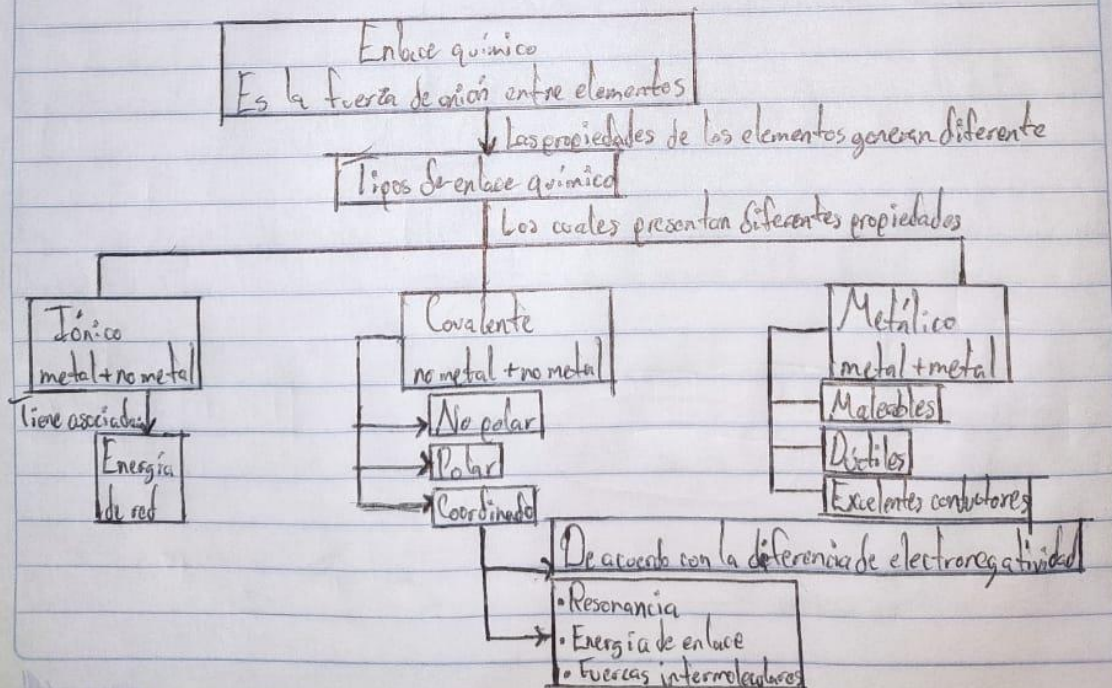 Enlace químico
Es la fuerza de unión entre elementos
Las propiedades de los elementos generan diferente
Tipos de enlace químico
Los cuales presentan diferentes propiedades
Iónico
metal + no metal
Tiene asociada
Energía
de red
Covalente
no metal + no metal
No polar
Polar
Coordinado
Metálico
metal + metal
Maleables
Dúctiles
Excelentes conductores
De acuerdo con la diferencia de electronegatividad
• Resonancia
• Energía de enlace
• Fuercas intermoleculares